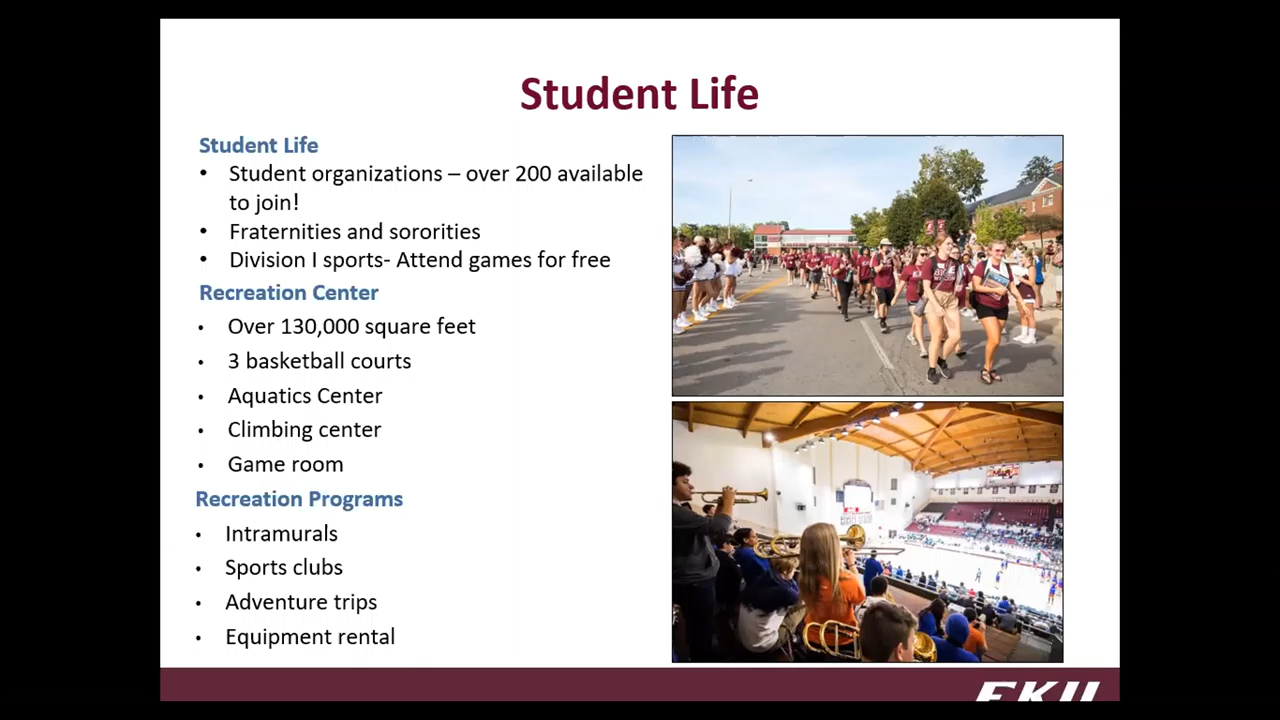 Student Life
Student Life
• Student organizations – over 200 available
to join!
• Fraternities and sororities
• Division I sports- Attend games for free
Recreation Center
• Over 130,000 square feet
• 3 basketball courts
• Aquatics Center
• Climbing center
• Game room
Recreation Programs
• Intramurals
• Sports clubs
• Adventure trips
• Equipment rental
EKU